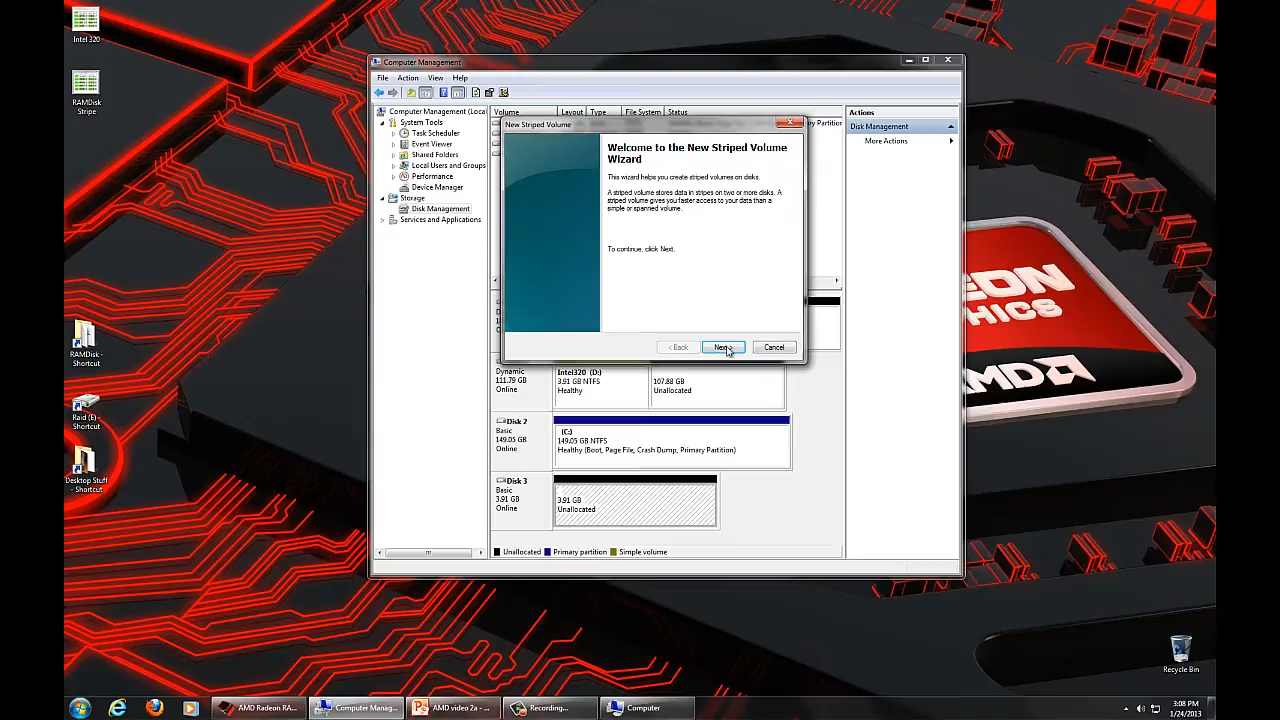 Intel 320
RAMDisk
Stripe
RAMDisk -
Shortcut
Raid (E) -
Shortcut
Desktop Stuff
- Shortcut
Recycle Bin
Computer Management
File Action View Help
Computer Management (Local
System Tools
Task Scheduler
Event Viewer
Shared Folders
Local Users and Groups
Performance
Device Manager
Storage
Disk Management
Services and Applications
Volume Layout Type File System Status
Primary Partition
Actions
Disk Management
More Actions
New Striped Volume
Welcome to the New Striped Volume
Wizard
This wizard helps you create striped volumes on disks.
A striped volume stores data in stripes on two or more disks. A
striped volume gives you faster access to your data than a
simple or spanned volume.
To continue, click Next.
< Back Next > Cancel
Dynamic
111.79 GB
Online
Intel320 (D:)
3.91 GB NTFS
Healthy
107.88 GB
Unallocated
Disk 2
Basic
149.05 GB
Online
(C:)
149.05 GB NTFS
Healthy (Boot, Page File, Crash Dump, Primary Partition)
Disk 3
Basic
3.91 GB
Online
3.91 GB
Unallocated
Unallocated Primary partition Simple volume
AMD
AMD Radeon RA...
Computer Manag...
AMD video 2a - ...
Recording...
Computer
3:08 PM
1/24/2013